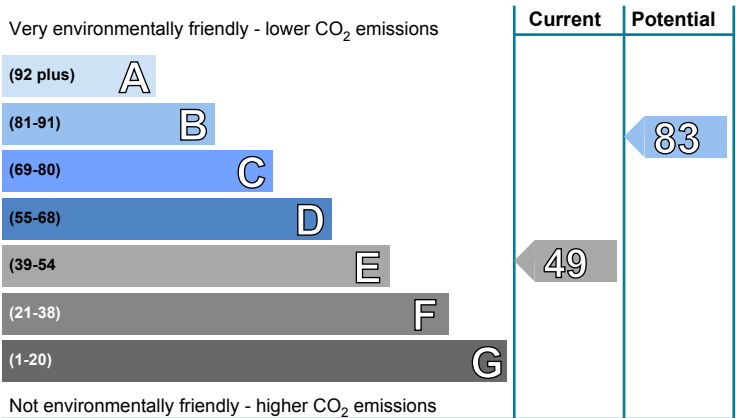 Very environmentally friendly - lower CO2 emissions
Current
Potential
(92 plus) A
(81-91) B
83
(69-80) C
(55-68) D
(39-54 E
49
(21-38) F
(1-20) G
Not environmentally friendly - higher CO2 emissions